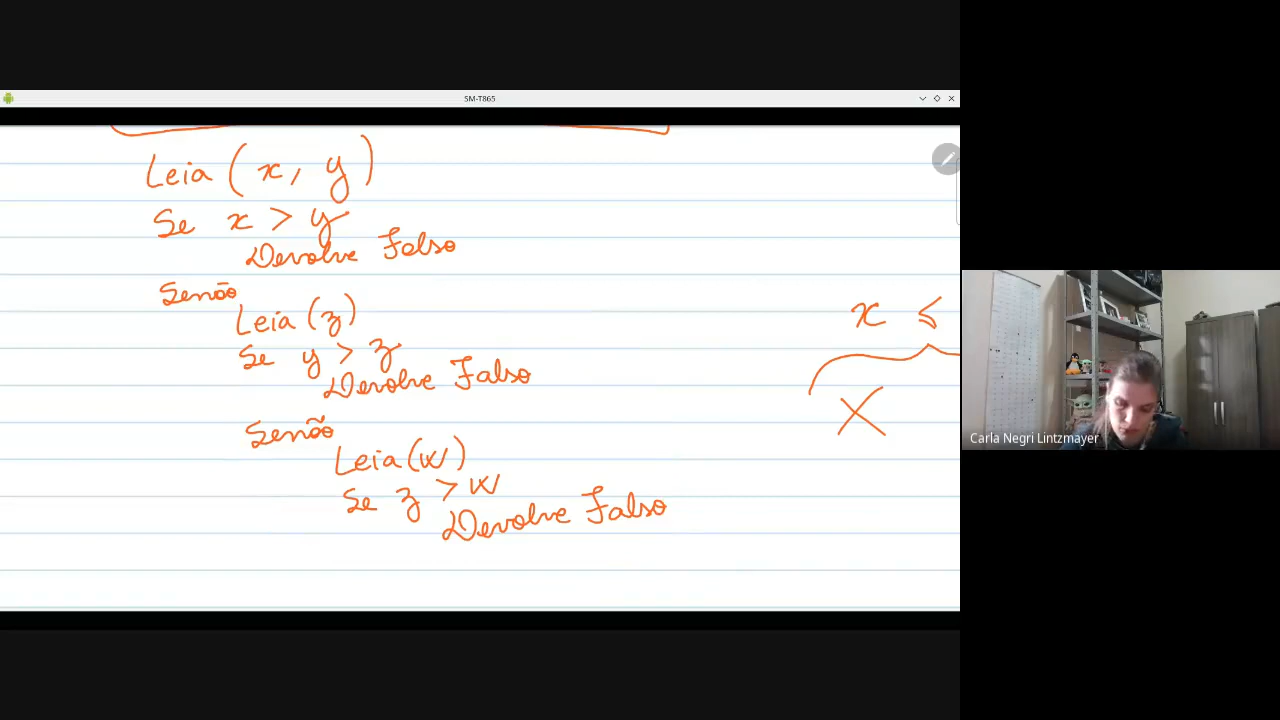 SM-T865
Leia (x, y)
Se x > y
Devolve Falso
Senão
Leia (z)
Se y > z
Devolve Falso
Senão
Leia (w)
Se z > w
Devolve Falso
x ≤
X
Carla Negri Lintzmayer